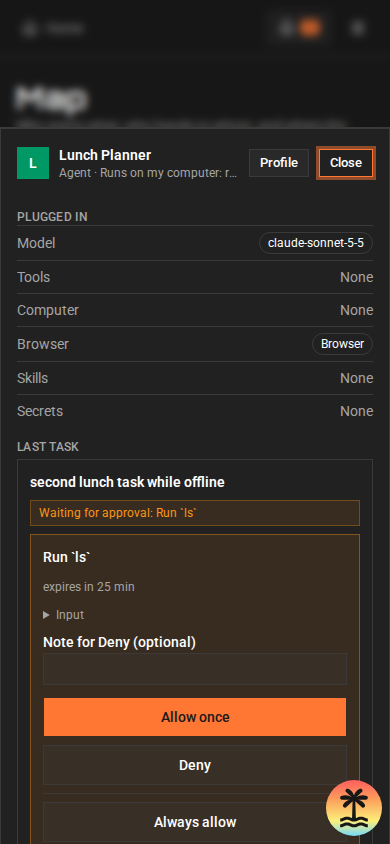 Home
Map
L
Lunch Planner
Agent · Runs on my computer: r…
Profile
Close
PLUGGED IN
Model
claude-sonnet-5-5
Tools
None
Computer
None
Browser
Browser
Skills
None
Secrets
None
LAST TASK
second lunch task while offline
Waiting for approval: Run `ls`
Run `ls`
expires in 25 min
Input
Note for Deny (optional)
Allow once
Deny
Always allow